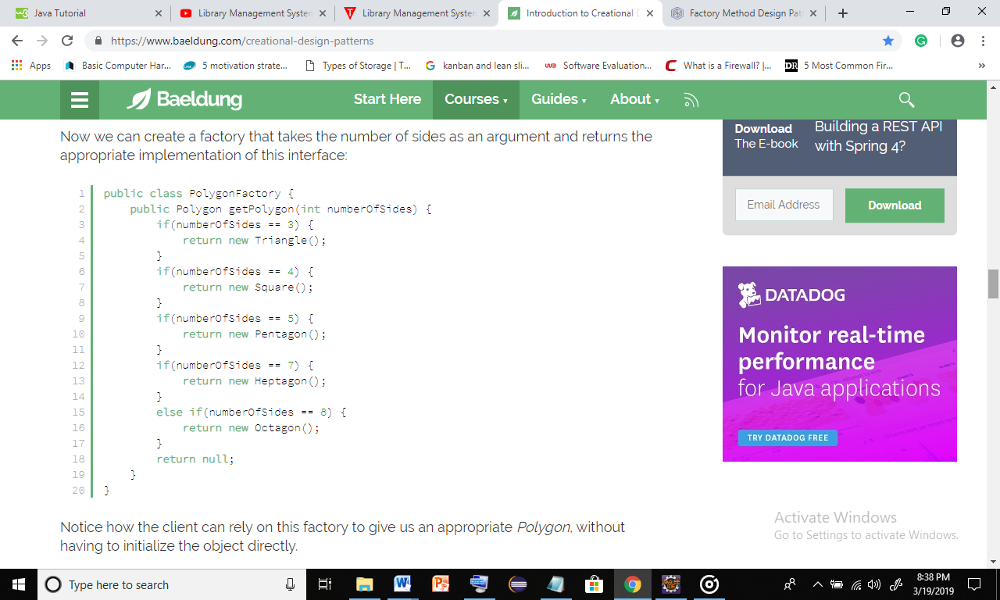 Java Tutorial
Library Management System
Library Management System
Introduction to Creational D
Factory Method Design Pat
https://www.baeldung.com/creational-design-patterns
Apps
Basic Computer Har...
5 motivation strate...
Types of Storage | T...
kanban and lean sli...
Software Evaluation...
What is a Firewall? |...
DR
5 Most Common Fir...
Baeldung
Start Here
Courses
Guides
About
Now we can create a factory that takes the number of sides as an argument and returns the
appropriate implementation of this interface:
1 public class PolygonFactory {
2 public Polygon getPolygon(int numberOfSides) {
3 if(numberOfSides == 3) {
4 return new Triangle();
5 }
6 if(numberOfSides == 4) {
7 return new Square();
8 }
9 if(numberOfSides == 5) {
10 return new Pentagon();
11 }
12 if(numberOfSides == 7) {
13 return new Heptagon();
14 }
15 else if(numberOfSides == 8) {
16 return new Octagon();
17 }
18 return null;
19 }
20 }
Notice how the client can rely on this factory to give us an appropriate Polygon, without
having to initialize the object directly.
Download
The E-book
Building a REST API
with Spring 4?
Email Address
Download
DATADOG
Monitor real-time
performance
for Java applications
TRY DATADOG FREE
Activate Windows
Go to Settings to activate Windows.
Type here to search
8:38 PM
3/19/2019